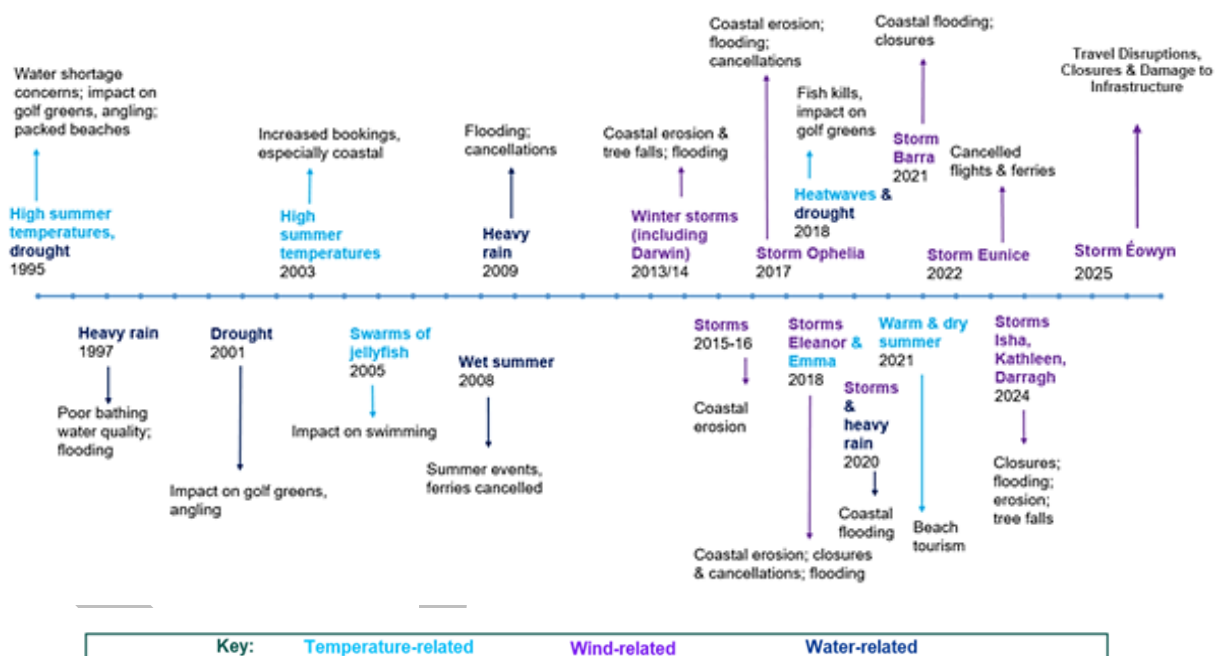 Water shortage
concerns; impact on
golf greens, angling;
packed beaches
High summer
temperatures,
drought
1995
Increased bookings,
especially coastal
High
summer
temperatures
2003
Flooding;
cancellations
Heavy
rain
2009
Coastal erosion &
tree falls; flooding
Winter storms
(including
Darwin)
2013/14
Coastal erosion;
flooding;
cancellations
Storm Ophelia
2017
Fish kills,
impact on
golf greens
Heatwaves &
drought
2018
Coastal flooding;
closures
Storm
Barra
2021
Cancelled
flights & ferries
Storm Eunice
2022
Travel Disruptions,
Closures & Damage to
Infrastructure
Storm Éowyn
2025
Heavy rain
1997
Poor bathing
water quality;
flooding
Drought
2001
Impact on golf greens,
angling
Swarms of
jellyfish
2005
Impact on swimming
Wet summer
2008
Summer events,
ferries cancelled
Storms
2015-16
Coastal
erosion
Storms
Eleanor &
Emma
2018
Coastal erosion; closures
& cancellations; flooding
Storms
&
heavy
rain
2020
Coastal
flooding
Warm & dry
summer
2021
Beach
tourism
Storms
Isha,
Kathleen,
Darragh
2024
Closures;
flooding;
erosion;
tree falls
Key: Temperature-related Wind-related Water-related